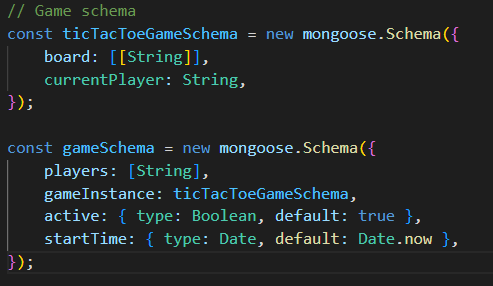 // Game schema
const ticTacToeGameSchema = new mongoose.Schema({
    board: [[String]],
    currentPlayer: String,
});

const gameSchema = new mongoose.Schema({
    players: [String],
    gameInstance: ticTacToeGameSchema,
    active: { type: Boolean, default: true },
    startTime: { type: Date, default: Date.now },
});